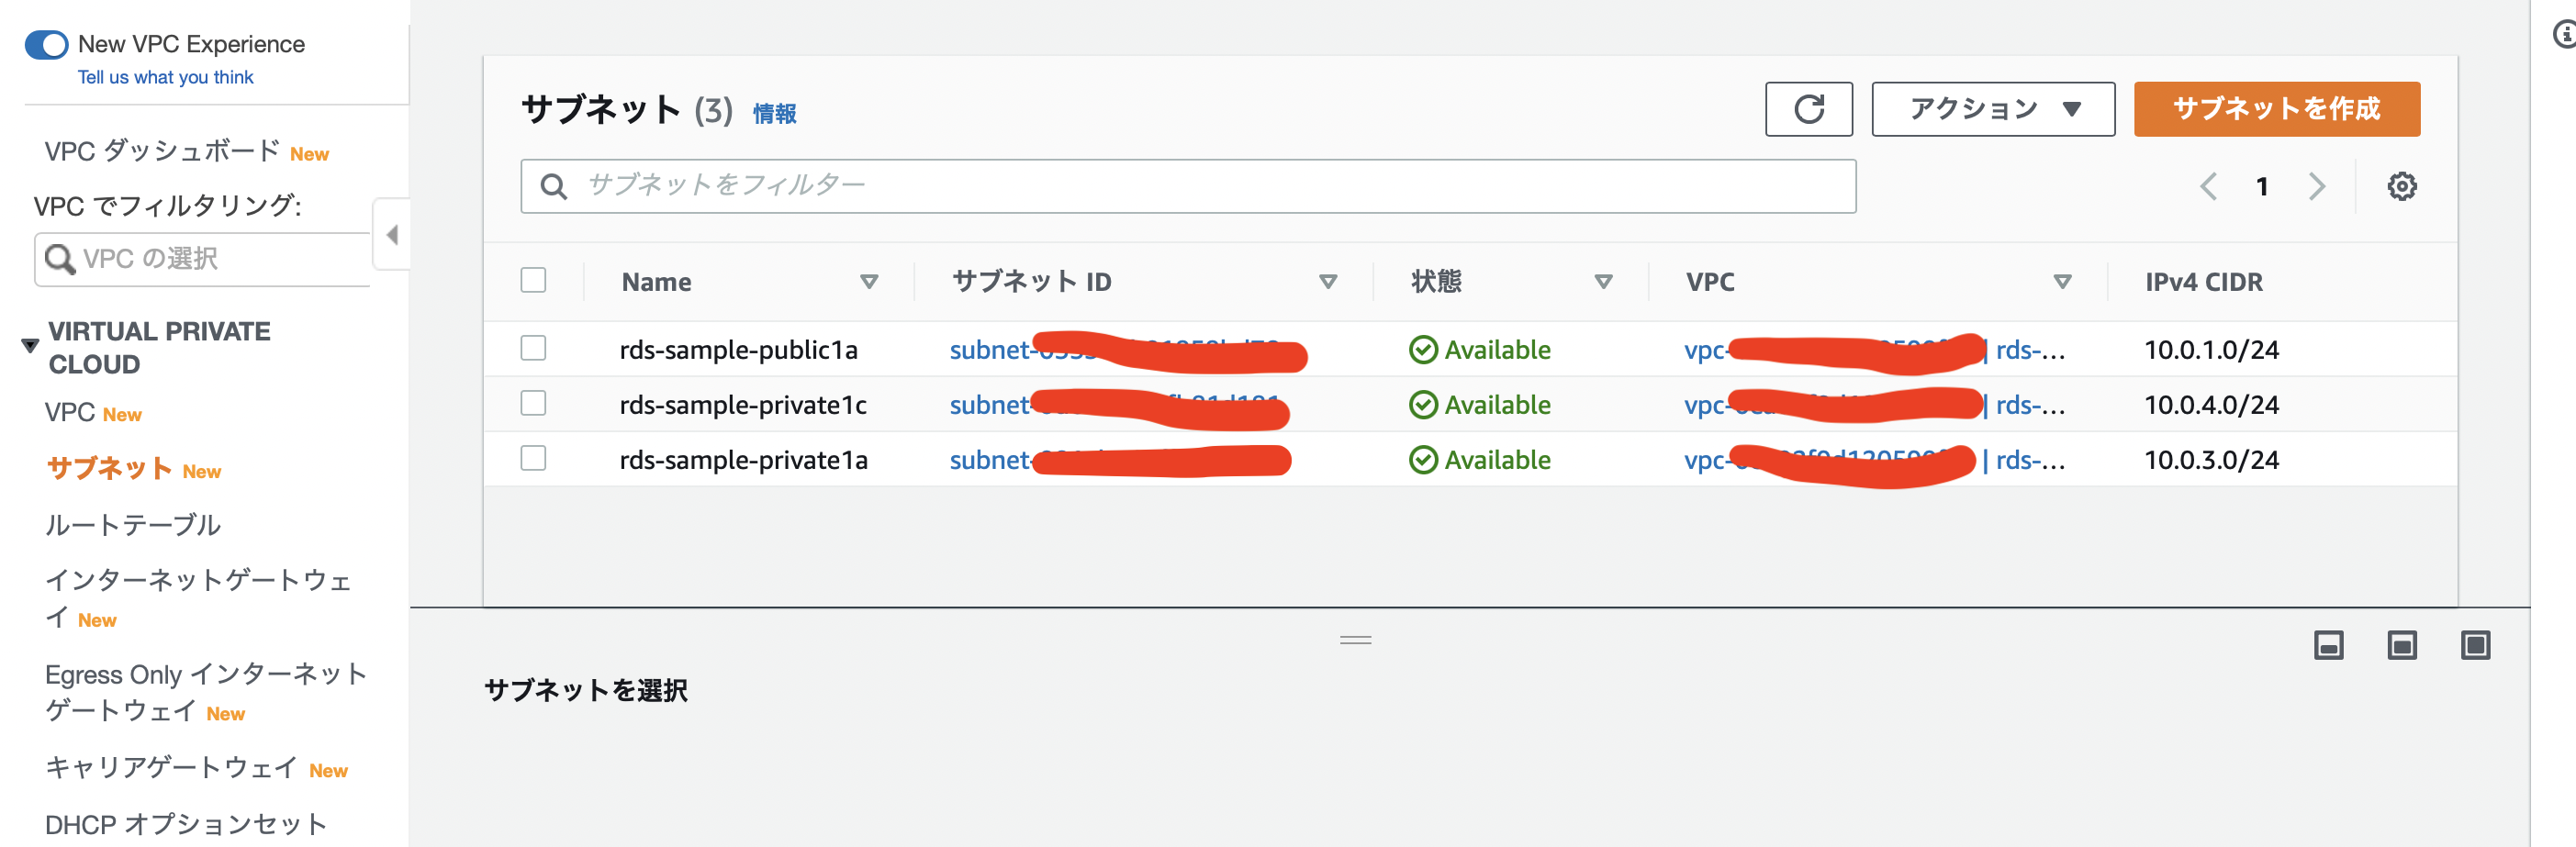 New VPC Experience
Tell us what you think
VPC ダッシュボード New
VPC でフィルタリング:
VPC の選択
VIRTUAL PRIVATE
CLOUD
VPC New
サブネット New
ルートテーブル
インターネットゲートウェ
イ New
Egress Only インターネット
ゲートウェイ New
キャリアゲートウェイ New
DHCP オプションセット
サブネット (3) 情報
アクション
サブネットを作成
サブネットをフィルター
1
Name サブネット ID 状態 VPC IPv4 CIDR
rds-sample-public1a subnet- Available vpc- | rds-... 10.0.1.0/24
rds-sample-private1c subnet- Available vpc- | rds-... 10.0.4.0/24
rds-sample-private1a subnet- Available vpc- | rds-... 10.0.3.0/24
サブネットを選択